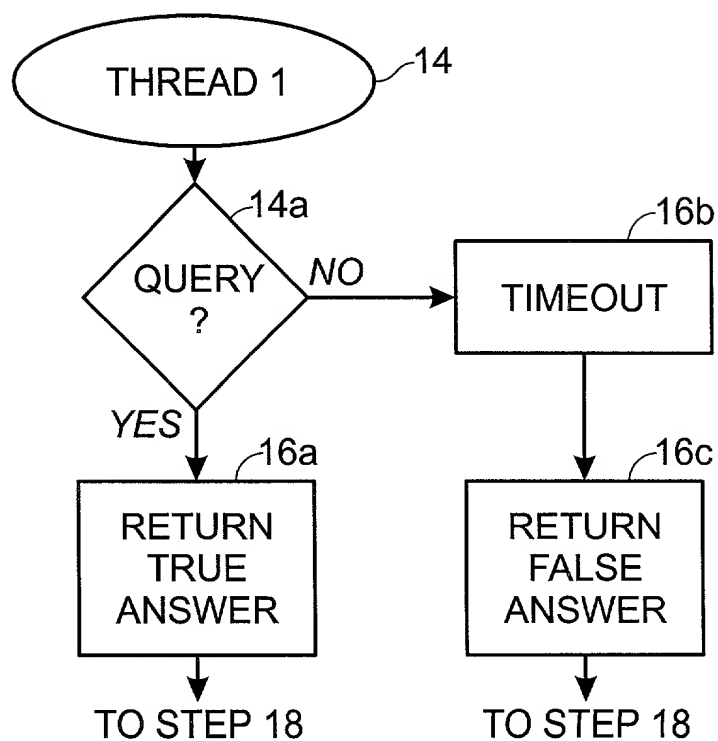 THREAD 1
14
14a
QUERY
?
NO
16b
TIMEOUT
YES
16a
RETURN
TRUE
ANSWER
16c
RETURN
FALSE
ANSWER
TO STEP 18
TO STEP 18